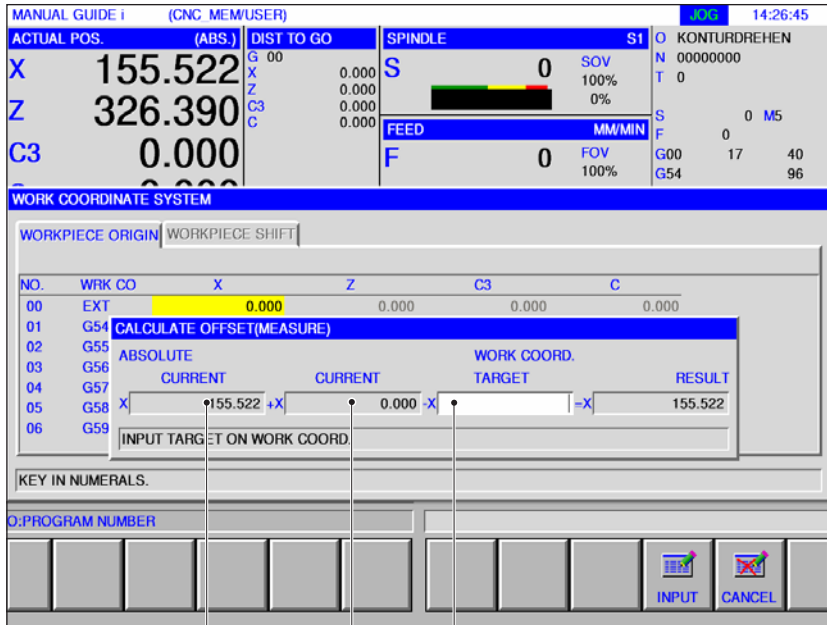 MANUAL GUIDE i (CNC_MEM/USER) JOG 14:26:45
ACTUAL POS. (ABS.) DIST TO GO SPINDLE S1 O KONTURDREHEN
X 155.522 G 00 S 0 SOV N 00000000
X 0.000 100% T 0
Z 326.390 Z 0.000 0%
C3 0.000 S 0 M5
C 0.000 FEED MM/MIN F 0
C3 0.000 F 0 FOV G00 17 40
100% G54 96
WORK COORDINATE SYSTEM
WORKPIECE ORIGIN WORKPIECE SHIFT
NO. WRK CO X Z C3 C
00 EXT 0.000 0.000 0.000 0.000
01 G54 CALCULATE OFFSET(MEASURE)
02 G55 ABSOLUTE WORK COORD.
03 G56
04 G57 CURRENT CURRENT TARGET RESULT
05 G58 X 155.522 +X 0.000 -X =X 155.522
06 G59 INPUT TARGET ON WORK COORD.
KEY IN NUMERALS.
O:PROGRAM NUMBER
INPUT CANCEL